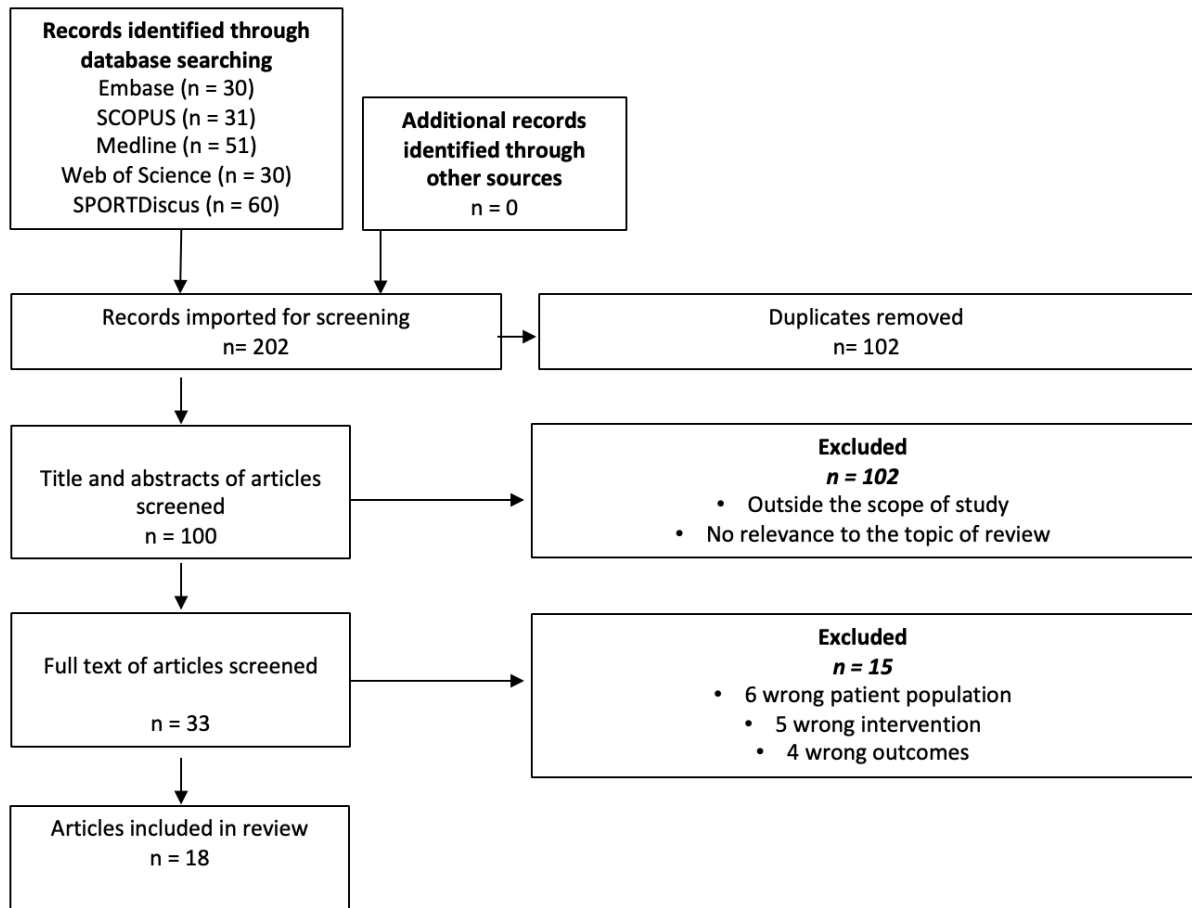 Records identified through
database searching
Embase (n = 30)
SCOPUS (n = 31)
Medline (n = 51)
Web of Science (n = 30)
SPORTDiscus (n = 60)
Additional records
identified through
other sources
n = 0
Records imported for screening
n= 202
Duplicates removed
n= 102
Title and abstracts of articles
screened
n = 100
Excluded
n = 102
• Outside the scope of study
• No relevance to the topic of review
Full text of articles screened
n = 33
Excluded
n = 15
• 6 wrong patient population
• 5 wrong intervention
• 4 wrong outcomes
Articles included in review
n = 18